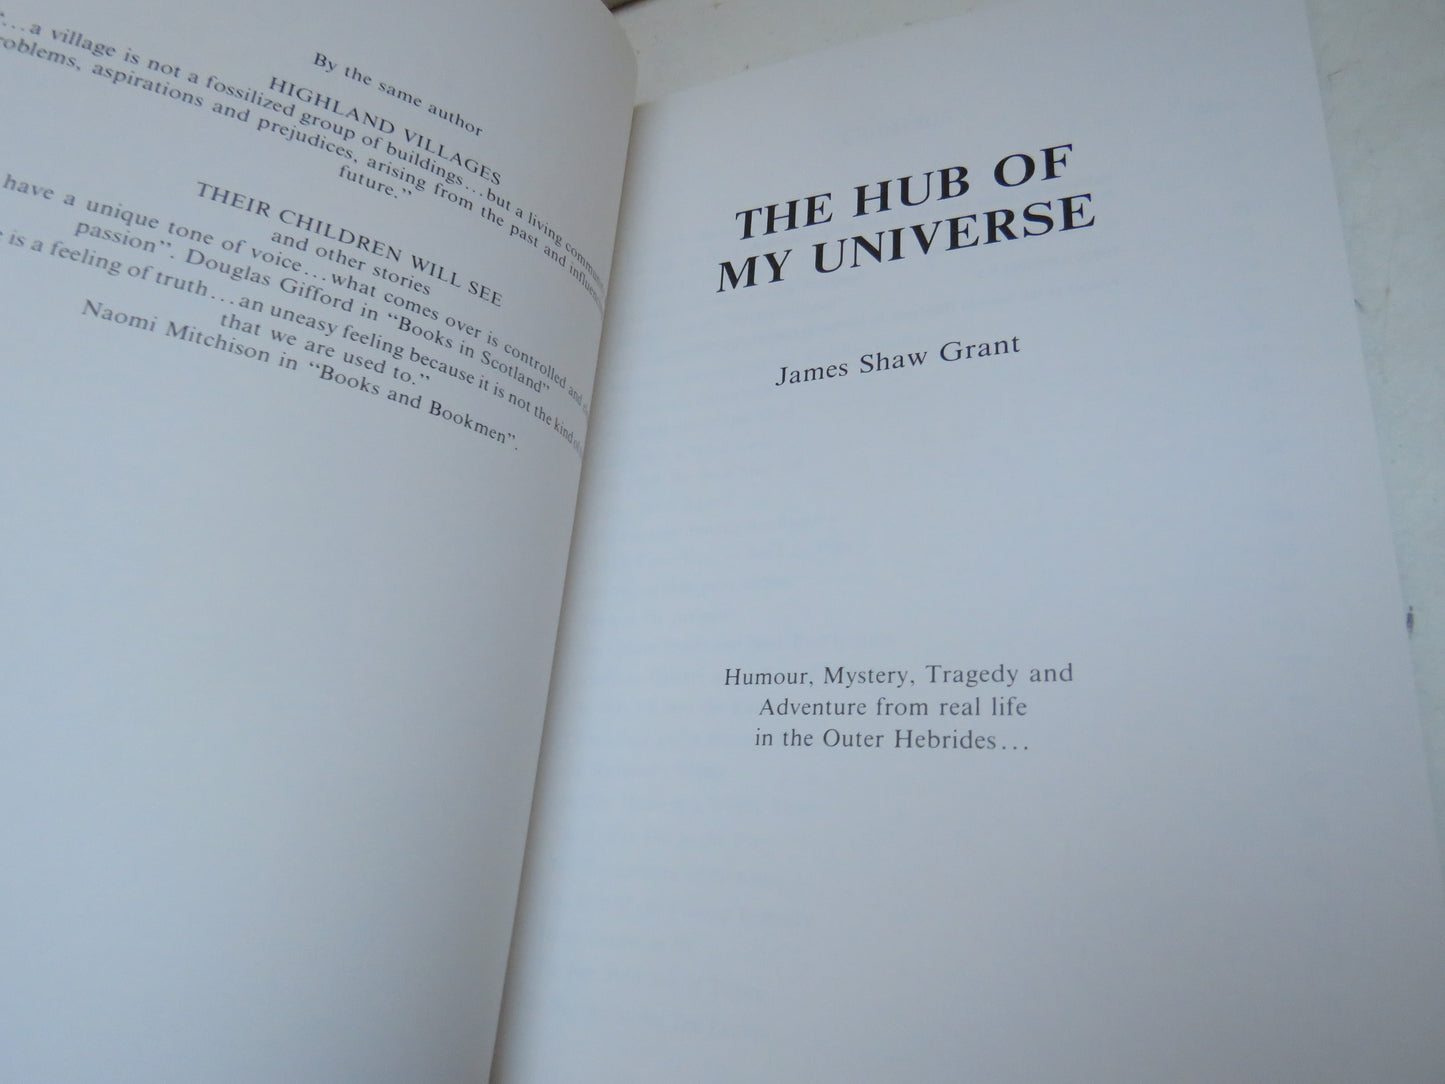 By the same author
HIGHLAND VILLAGES
"...a village is not a fossilized group of buildings...but a living
problems, aspirations and prejudices, arising from the past and
future."
THEIR CHILDREN WILL SEE
and other stories
have a unique tone of voice...what comes over is controlled and
passion". Douglas Gifford in "Books in Scotland"
is a feeling of truth...an uneasy feeling because it is not the kind of
that we are used to."
Naomi Mitchison in "Books and Bookmen".
THE HUB OF
MY UNIVERSE
James Shaw Grant
Humour, Mystery, Tragedy and
Adventure from real life
in the Outer Hebrides...